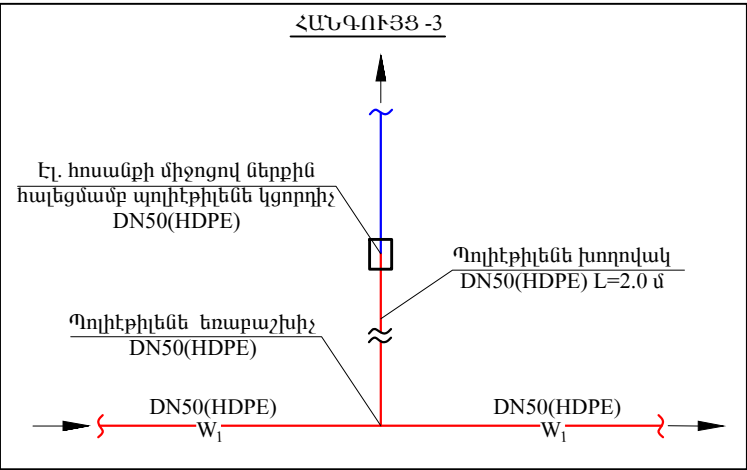 ՀԱՆԳՈՒՅՑ -3
Էլ. հոսանքի միջոցով ներքին
հալեցմամբ պոլիէթիլենե կցորդիչ
DN50(HDPE)
Պոլիէթիլենե խողովակ
DN50(HDPE) L=2.0 մ
Պոլիէթիլենե եռաբաշխիչ
DN50(HDPE)
DN50(HDPE)
W₁
DN50(HDPE)
W₁